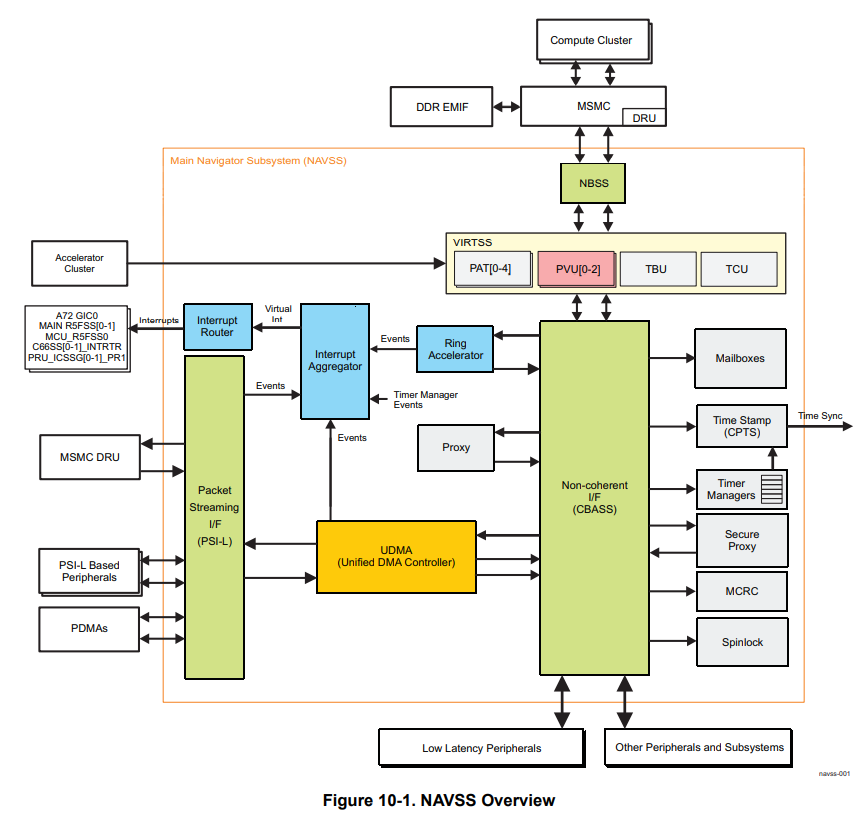 Compute Cluster
DDR EMIF
MSMC
DRU
Main Navigator Subsystem (NAVSS)
NBSS
VIRTSS
PAT[0-4]
PVU[0-2]
TBU
TCU
Accelerator
Cluster
A72 GIC0
MAIN R5FSS[0-1]
MCU_R5FSS0
C66SS[0-1]_INTRTR
PRU_ICSSG[0-1]_PR1
Interrupts
Interrupt
Router
Virtual
Int
Interrupt
Aggregator
Events
Ring
Accelerator
Mailboxes
Events
Timer Manager
Events
Time Stamp
(CPTS)
Time Sync
Events
MSMC DRU
Proxy
Packet
Streaming
I/F
(PSI-L)
Non-coherent
I/F
(CBASS)
Timer
Managers
Secure
Proxy
UDMA
(Unified DMA Controller)
PSI-L Based
Peripherals
MCRC
PDMAs
Spinlock
Low Latency Peripherals
Other Peripherals and Subsystems
navss-001
Figure 10-1. NAVSS Overview